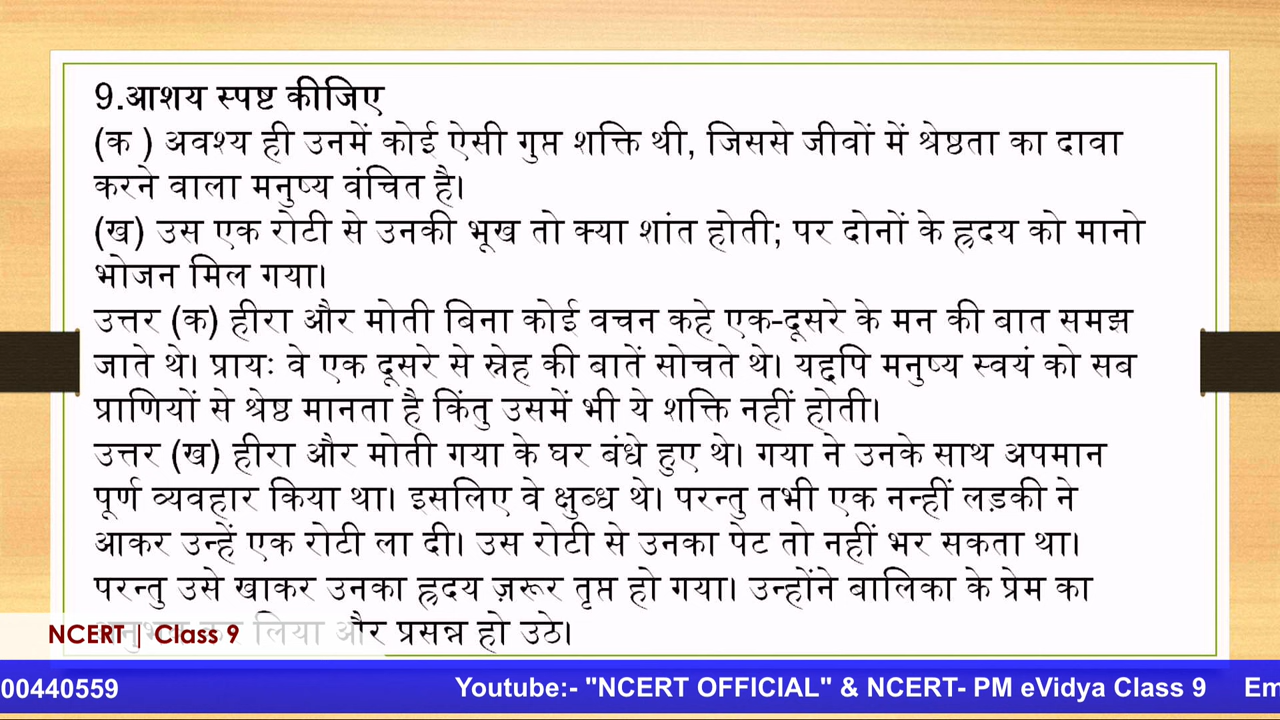 9.आशय स्पष्ट कीजिए
(क ) अवश्य ही उनमें कोई ऐसी गुप्त शक्ति थी, जिससे जीवों में श्रेष्ठता का दावा
करने वाला मनुष्य वंचित है।
(ख) उस एक रोटी से उनकी भूख तो क्या शांत होती; पर दोनों के ह्रदय को मानो
भोजन मिल गया।
उत्तर (क) हीरा और मोती बिना कोई वचन कहे एक-दूसरे के मन की बात समझ
जाते थे। प्रायः वे एक दूसरे से स्नेह की बातें सोचते थे। यद्दपि मनुष्य स्वयं को सब
प्राणियों से श्रेष्ठ मानता है किंतु उसमें भी ये शक्ति नहीं होती।
उत्तर (ख) हीरा और मोती गया के घर बंधे हुए थे। गया ने उनके साथ अपमान
पूर्ण व्यवहार किया था। इसलिए वे क्षुब्ध थे। परन्तु तभी एक नन्हीं लड़की ने
आकर उन्हें एक रोटी ला दी। उस रोटी से उनका पेट तो नहीं भर सकता था।
परन्तु उसे खाकर उनका ह्रदय ज़रूर तृप्त हो गया। उन्होंने बालिका के प्रेम का
लिया और प्रसन्न हो उठे।
NCERT | Class 9
00440559 Youtube:- "NCERT OFFICIAL" & NCERT- PM eVidya Class 9 Em